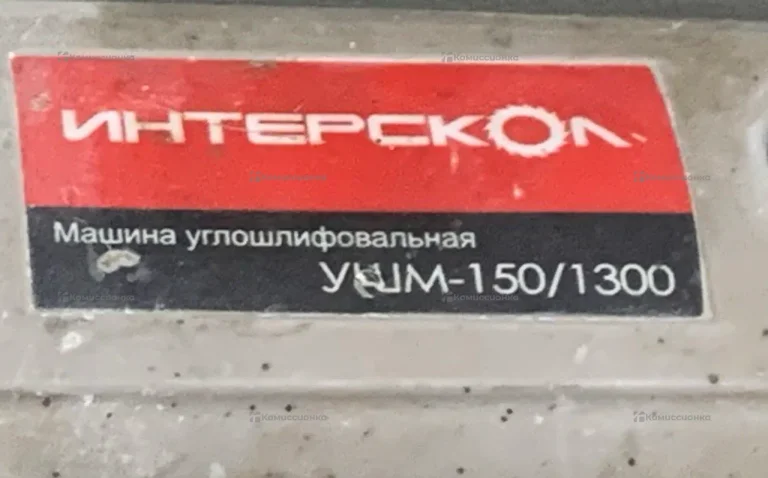 ИНТЕРСКОЛ
Машина углошлифовальная
УШМ-150/1300